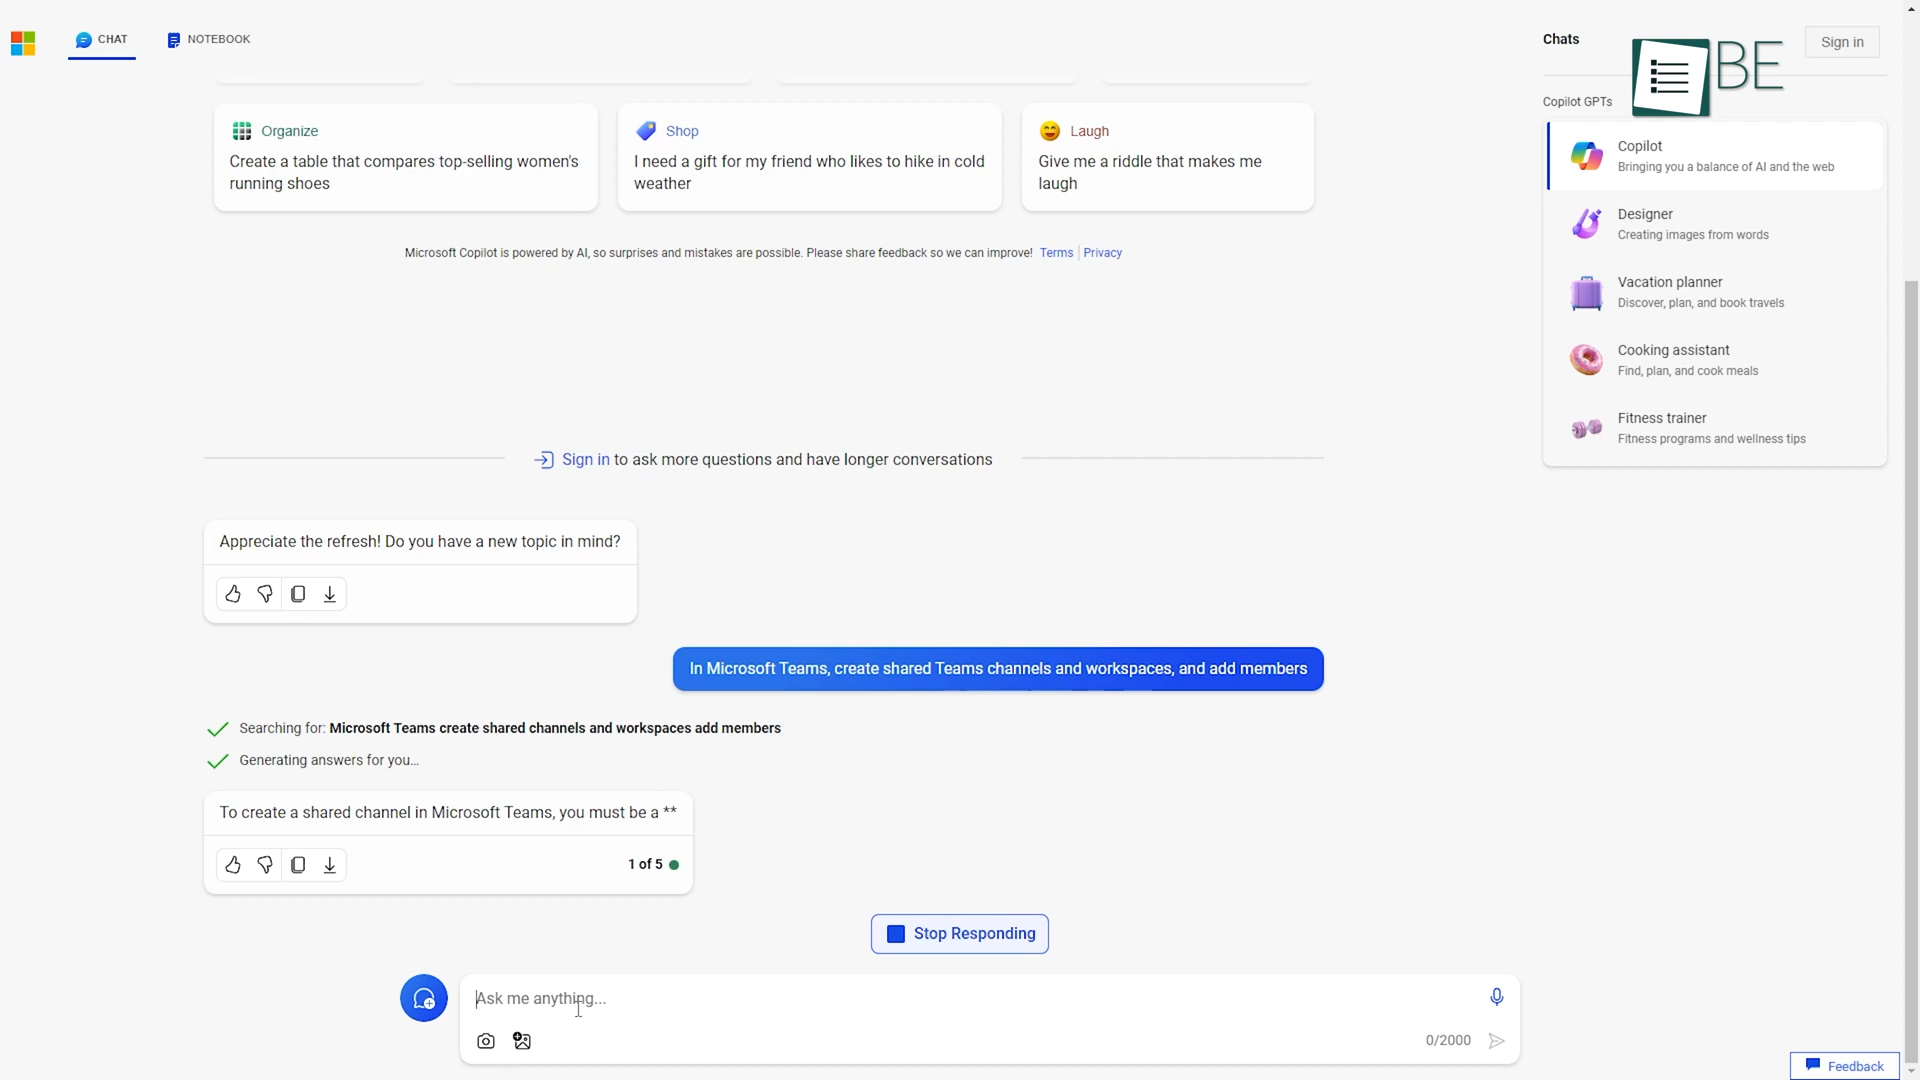 CHAT
NOTEBOOK
Organize
Create a table that compares top-selling women's
running shoes
Shop
I need a gift for my friend who likes to hike in cold
weather
Laugh
Give me a riddle that makes me
laugh
Microsoft Copilot is powered by AI, so surprises and mistakes are possible. Please share feedback so we can improve! Terms Privacy
Sign in to ask more questions and have longer conversations
Appreciate the refresh! Do you have a new topic in mind?
In Microsoft Teams, create shared Teams channels and workspaces, and add members
Searching for: Microsoft Teams create shared channels and workspaces add members
Generating answers for you...
To create a shared channel in Microsoft Teams, you must be a **
1 of 5
Stop Responding
Ask me anything...
0/2000
Chats
BE
Sign in
Copilot GPTs
Copilot
Bringing you a balance of AI and the web
Designer
Creating images from words
Vacation planner
Discover, plan, and book travels
Cooking assistant
Find, plan, and cook meals
Fitness trainer
Fitness programs and wellness tips
Feedback